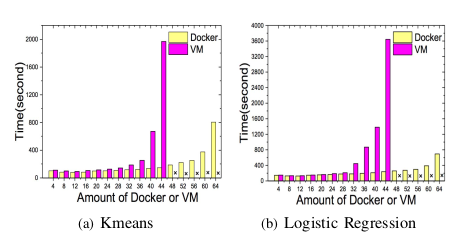 Docker
VM
Time(second)
2000
1600
1200
800
400
0
4 8 12 16 20 24 28 32 36 40 44 48 52 56 60 64
Amount of Docker or VM
(a) Kmeans
Docker
VM
Time(second)
4000
3600
3200
2800
2400
2000
1600
1200
800
400
0
4 8 12 16 20 24 28 32 36 40 44 48 52 56 60 64
Amount of Docker or VM
(b) Logistic Regression